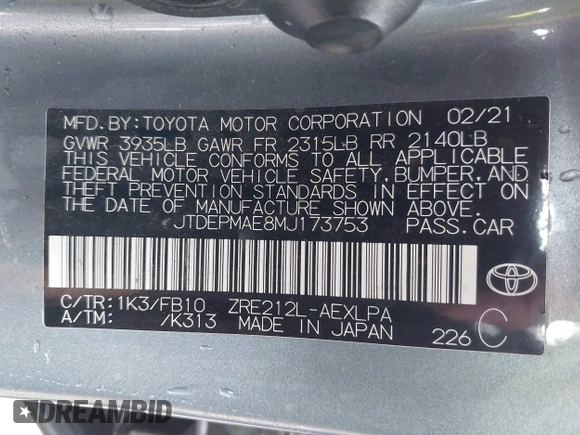 MFD.BY:TOYOTA MOTOR CORPORATION 02/21
GVWR 3935LB GAWR FR 2315LB RR 2140LB
THIS VEHICLE CONFORMS TO ALL APPLICABLE
FEDERAL MOTOR VEHICLE SAFETY,BUMPER,AND
THEFT PREVENTION STANDARDS IN EFFECT ON
THE DATE OF MANUFACTURE SHOWN ABOVE.
JTDEPMAE8MJ173753 PASS.CAR
C/TR:1K3/FB10 ZRE212L-AEXLPA
A/TM: /K313 MADE IN JAPAN
226 C
DREAMBID